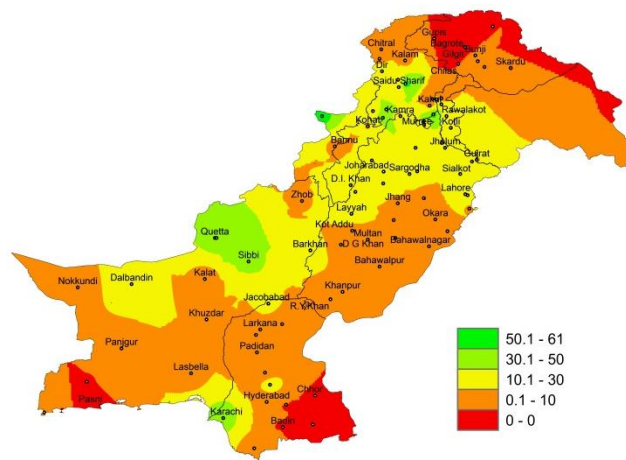 Gupis
Chitral
Bagrote
Kalam
Bunji
Gilgit
Skardu
Dir
Chilas
Saidu Sharif
Kakul
Kamra
Rawalakot
Kohat
Murree
Kotli
Bannu
Jhelum
Gujrat
Joharabad
Sargodha
Sialkot
D.I. Khan
Zhob
Lahore
Layyah
Jhang
Okara
Kot Addu
Quetta
Multan
Barkhan
D G Khan
Bahawalnagar
Sibbi
Bahawalpur
Kalat
Nokkundi
Dalbandin
Khanpur
Jacobabad
R.Y.Khan
Khuzdar
Larkana
50.1 - 61
Panjgur
Padidan
30.1 - 50
Lasbella
10.1 - 30
Chhor
Pasni
Hyderabad
0.1 - 10
Karachi
Badin
0 - 0